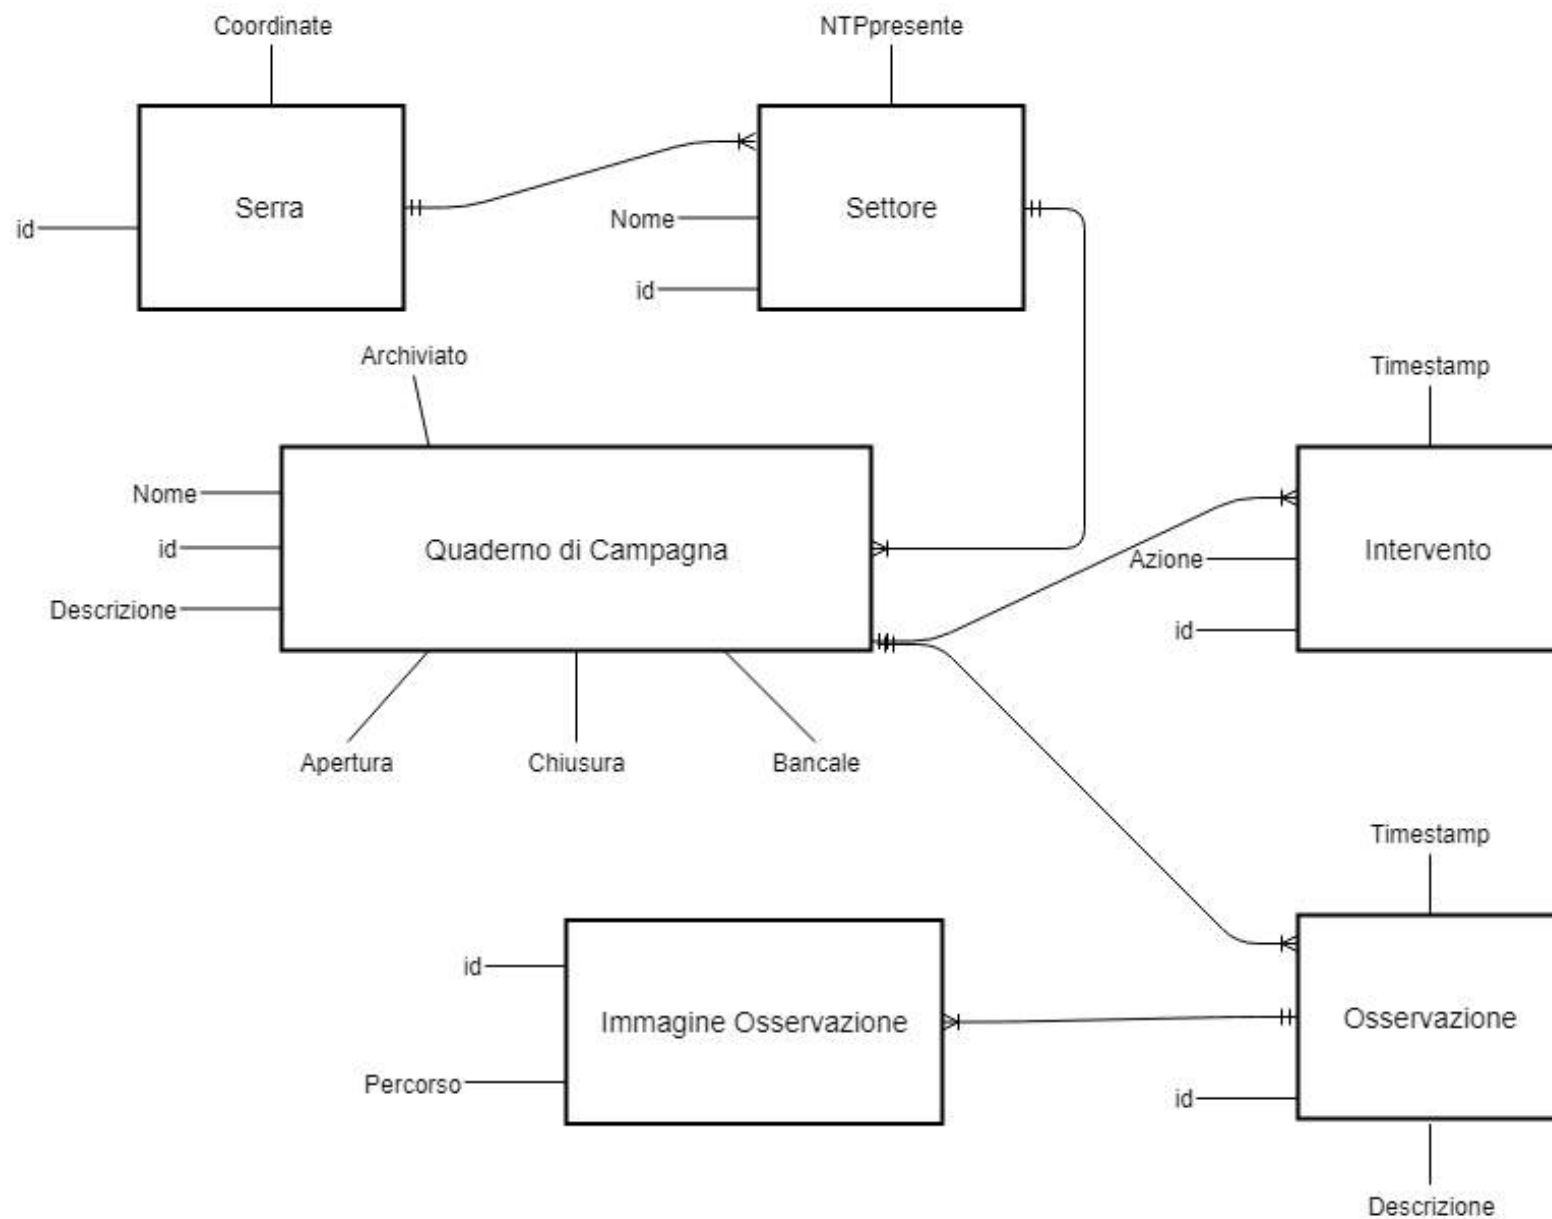 Coordinate
NTPpresente
Serra
Settore
Nome
id
id
Archiviato
Timestamp
Nome
id
Descrizione
Quaderno di Campagna
Azione
Intervento
id
Apertura
Chiusura
Bancale
Timestamp
id
Immagine Osservazione
Osservazione
Percorso
id
Descrizione